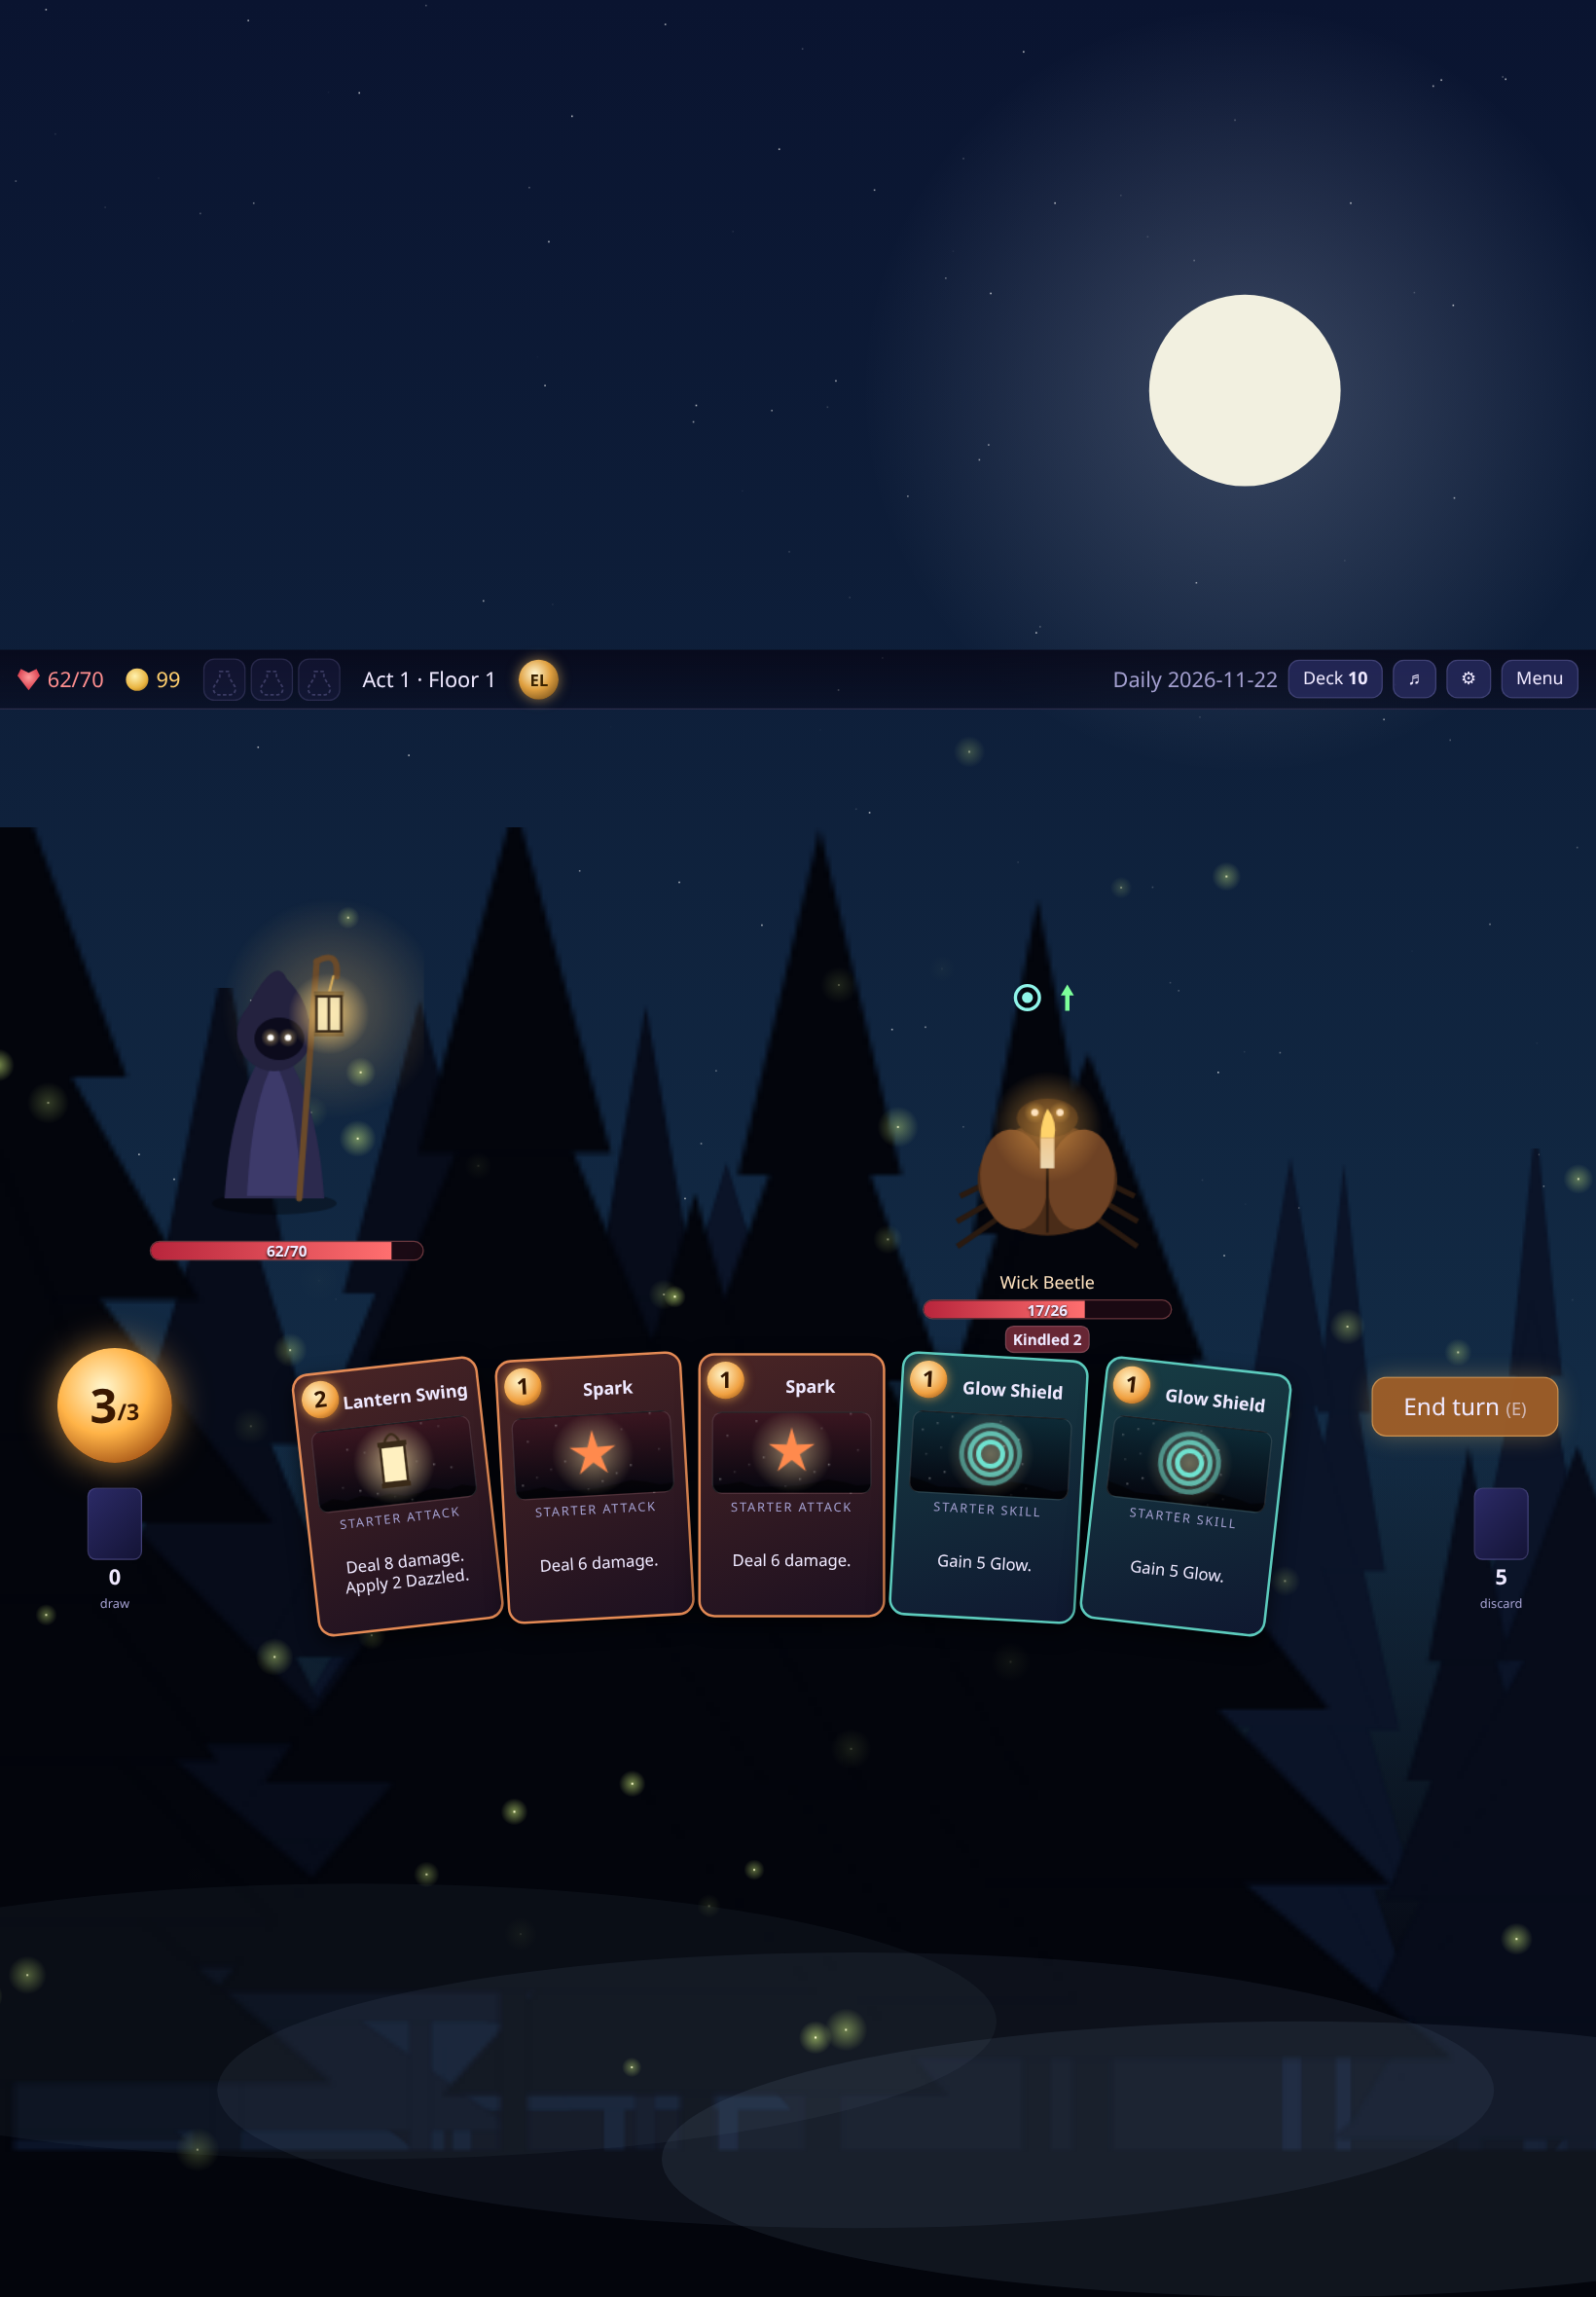 62/70
99
Act 1 · Floor 1
EL
Daily 2026-11-22
Deck 10
Menu
62/70
Wick Beetle
17/26
Kindled 2
3/3
2 Lantern Swing
STARTER ATTACK
Deal 8 damage.
Apply 2 Dazzled.
1 Spark
STARTER ATTACK
Deal 6 damage.
1 Spark
STARTER ATTACK
Deal 6 damage.
1 Glow Shield
STARTER SKILL
Gain 5 Glow.
1 Glow Shield
STARTER SKILL
Gain 5 Glow.
End turn (E)
0
draw
5
discard